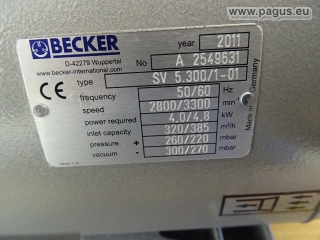 www.pagus.eu
BECKER
D-42279 Wuppertal
www.becker-international.com
year 2011
No A 2549631
type SV 5.300/1-01
frequency 50/60 Hz
speed 2800/3300 min
power required 4,0/4,8 kW
inlet capacity 320/385 m³/h
pressure + 260/220 mbar
vacuum - 300/270 mbar
Made in Germany